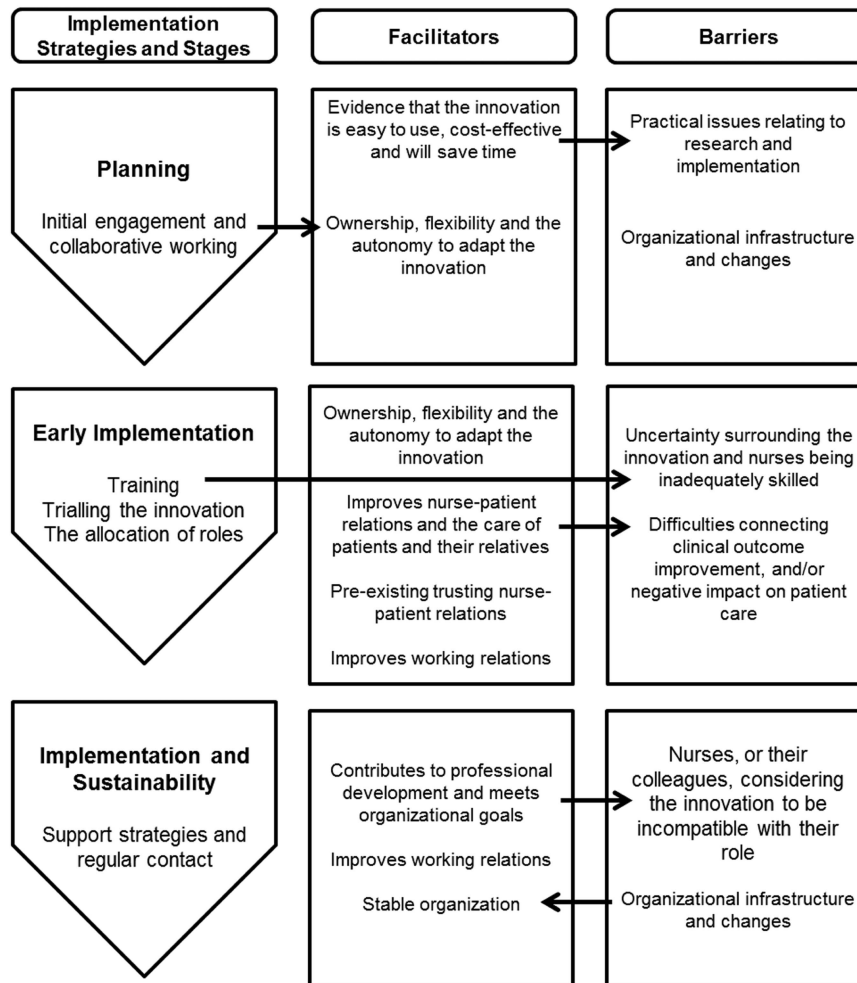 Implementation
Strategies and Stages
Facilitators
Barriers
Planning
Initial engagement and
collaborative working
Evidence that the innovation
is easy to use, cost-effective
and will save time
Ownership, flexibility and the
autonomy to adapt the
innovation
Practical issues relating to
research and
implementation
Organizational infrastructure
and changes
Early Implementation
Training
Trialling the innovation
The allocation of roles
Ownership, flexibility and the
autonomy to adapt the
innovation
Improves nurse-patient
relations and the care of
patients and their relatives
Pre-existing trusting nurse-
patient relations
Improves working relations
Uncertainty surrounding the
innovation and nurses being
inadequately skilled
Difficulties connecting
clinical outcome
improvement, and/or
negative impact on patient
care
Implementation and
Sustainability
Support strategies and
regular contact
Contributes to professional
development and meets
organizational goals
Improves working relations
Stable organization
Nurses, or their
colleagues, considering
the innovation to be
incompatible with their
role
Organizational infrastructure
and changes